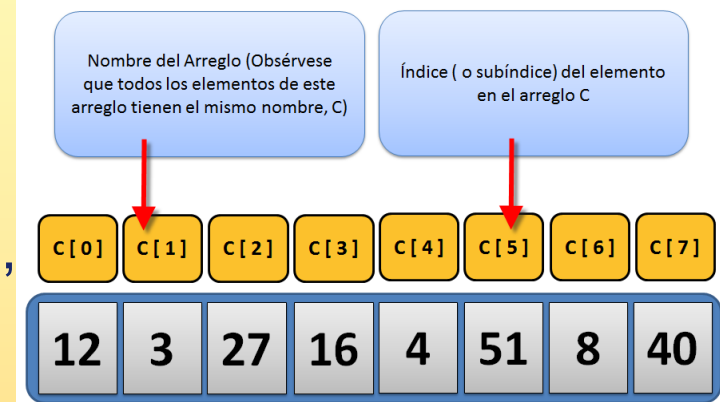 Nombre del Arreglo (Obsérvese
que todos los elementos de este
arreglo tienen el mismo nombre, C)
Índice ( o subíndice) del elemento
en el arreglo C
C [ 0 ] C [ 1 ] C [ 2 ] C [ 3 ] C [ 4 ] C [ 5 ] C [ 6 ] C [ 7 ]
,
12 3 27 16 4 51 8 40